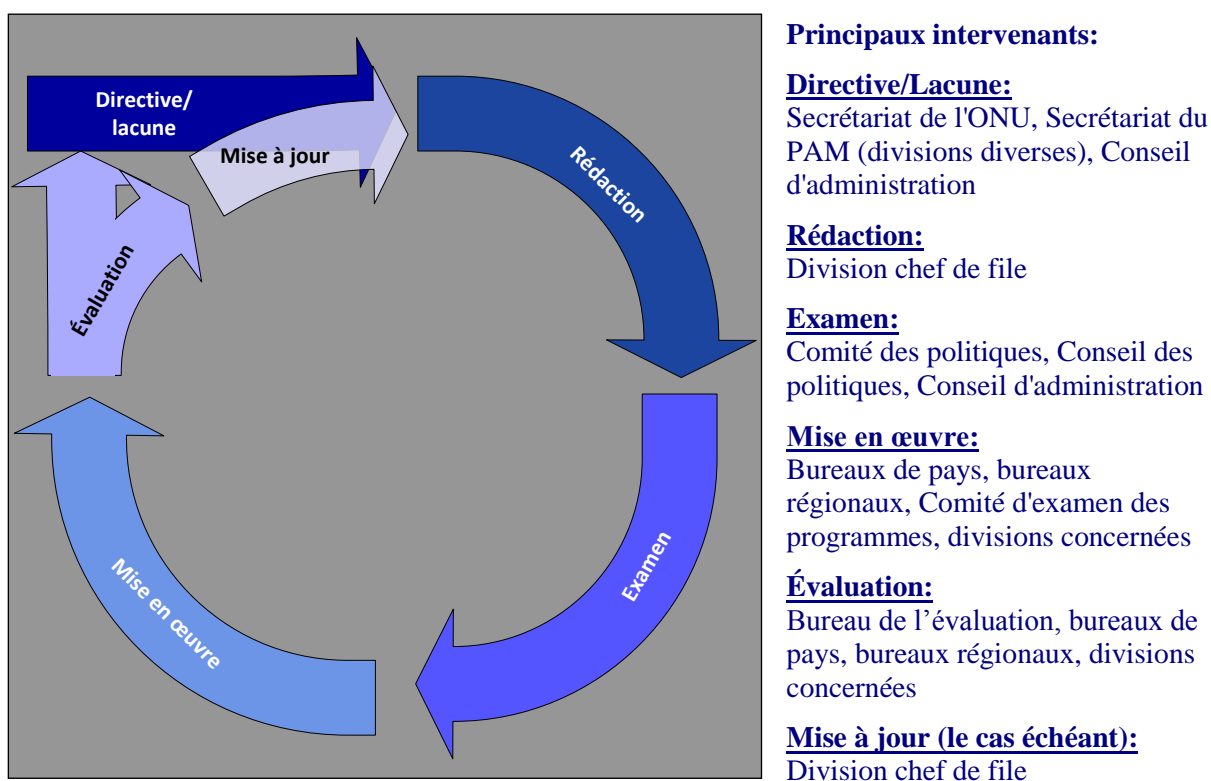 Directive/
lacune
Mise à jour
Rédaction
Évaluation
Examen
Mise en œuvre
Principaux intervenants:
Directive/Lacune:
Secrétariat de l'ONU, Secrétariat du
PAM (divisions diverses), Conseil
d'administration
Rédaction:
Division chef de file
Examen:
Comité des politiques, Conseil des
politiques, Conseil d'administration
Mise en œuvre:
Bureaux de pays, bureaux
régionaux, Comité d'examen des
programmes, divisions concernées
Évaluation:
Bureau de l’évaluation, bureaux de
pays, bureaux régionaux, divisions
concernées
Mise à jour (le cas échéant):
Division chef de file